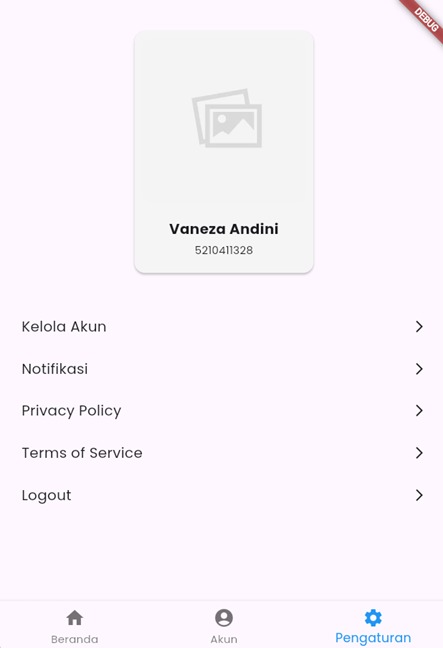 DEBUG
Vaneza Andini
5210411328
Kelola Akun
Notifikasi
Privacy Policy
Terms of Service
Logout
Beranda
Akun
Pengaturan